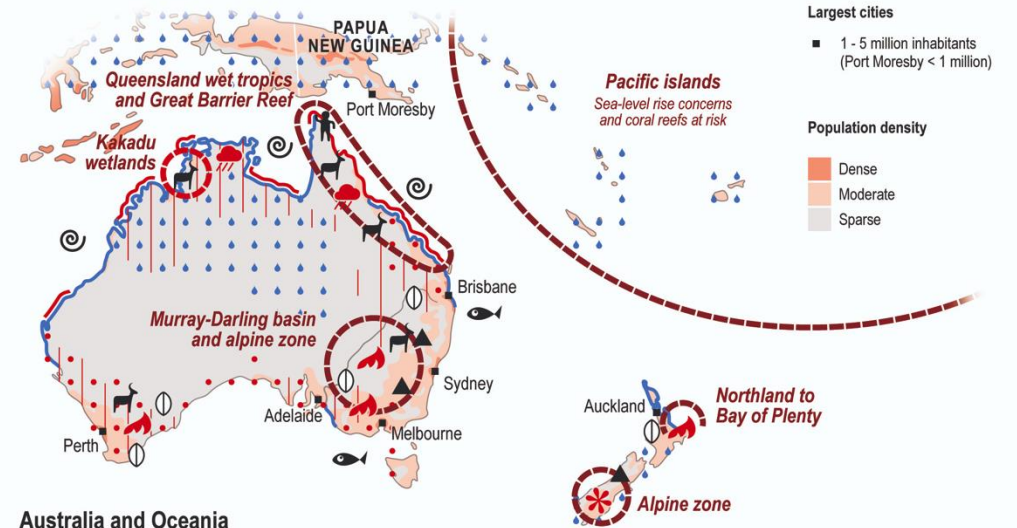 PAPUA
NEW GUINEA
Queensland wet tropics
and Great Barrier Reef
Port Moresby
Kakadu
wetlands
Pacific islands
Sea-level rise concerns
and coral reefs at risk
Largest cities
1 - 5 million inhabitants
(Port Moresby < 1 million)
Population density
Dense
Moderate
Sparse
Brisbane
Murray-Darling basin
and alpine zone
Sydney
Adelaide
Melbourne
Perth
Auckland
Northland to
Bay of Plenty
Alpine zone
Australia and Oceania